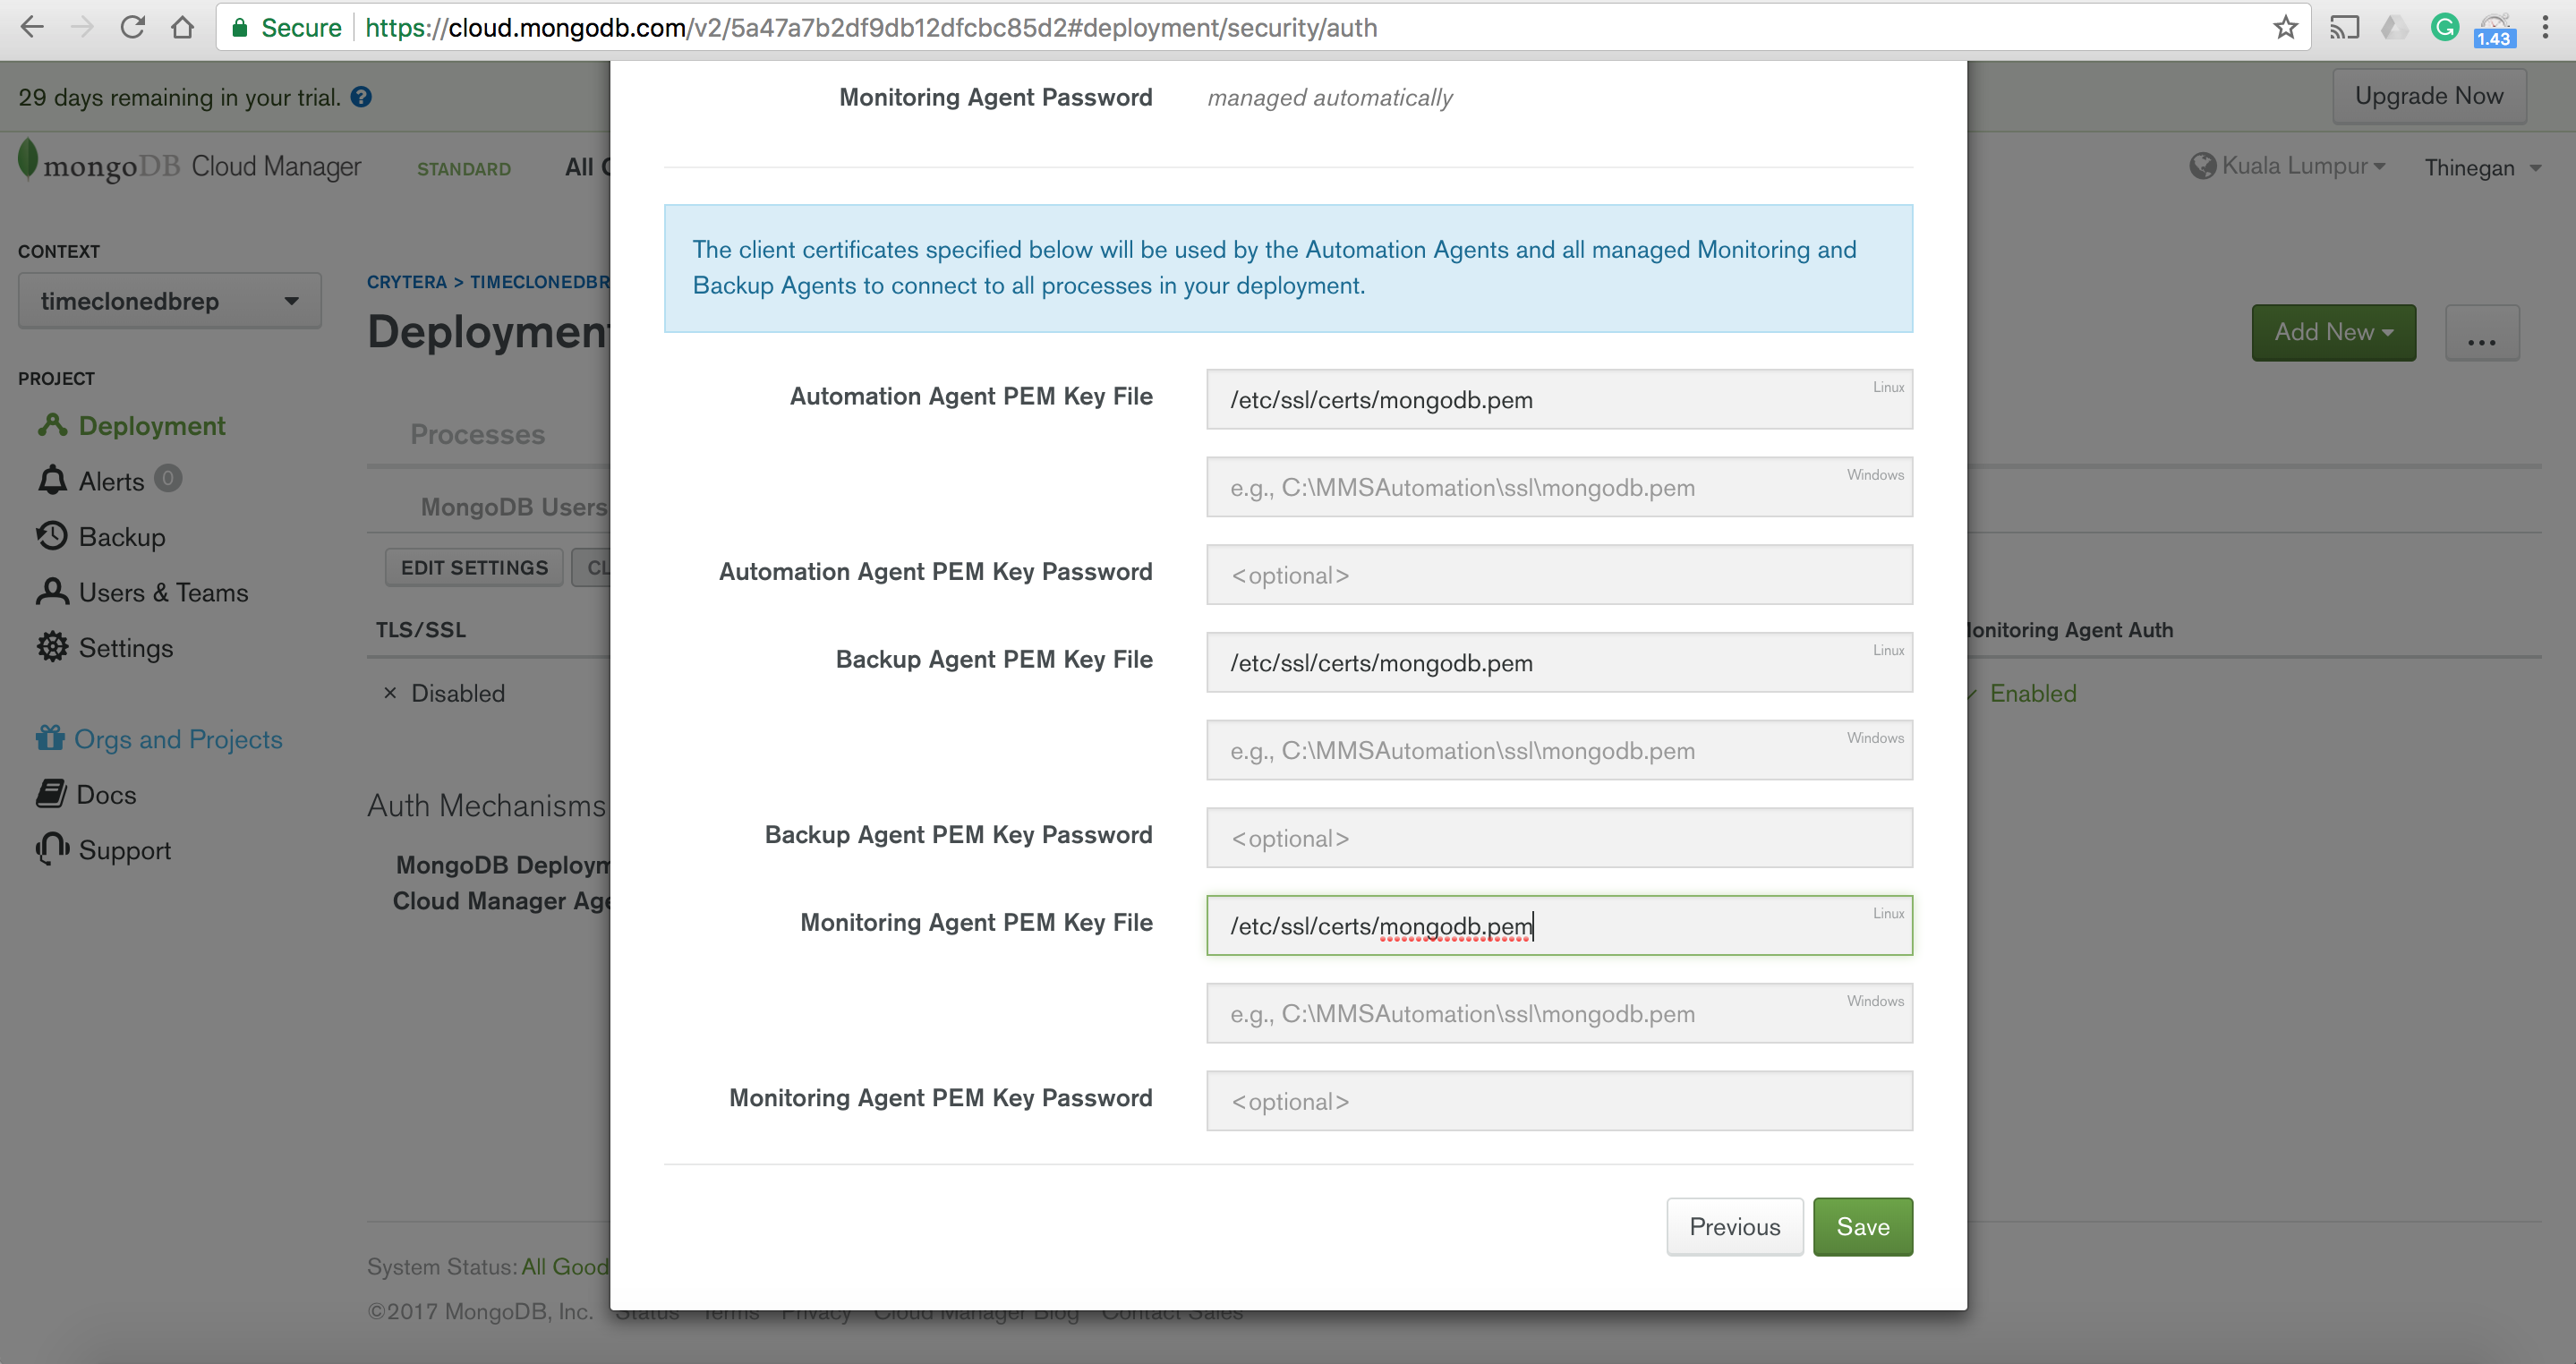 Secure https://cloud.mongodb.com/v2/5a47a7b2df9db12dfcbc85d2#deployment/security/auth
1.43
29 days remaining in your trial. ?
Upgrade Now
mongoDB Cloud Manager STANDARD All
Kuala Lumpur Thinegan
CONTEXT
timeclonedbrep
PROJECT
Deployment
Alerts 0
Backup
Users & Teams
Settings
Orgs and Projects
Docs
Support
CRYTERA > TIMECLONEDBR
Deploymen
Add New ...
Processes
MongoDB Users
EDIT SETTINGS CL
TLS/SSL
× Disabled
Auth Mechanisms
MongoDB Deploym
Cloud Manager Age
onitoring Agent Auth
Enabled
Monitoring Agent Password managed automatically
The client certificates specified below will be used by the Automation Agents and all managed Monitoring and
Backup Agents to connect to all processes in your deployment.
Automation Agent PEM Key File /etc/ssl/certs/mongodb.pem Linux
e.g., C:\MMSAutomation\ssl\mongodb.pem Windows
Automation Agent PEM Key Password <optional>
Backup Agent PEM Key File /etc/ssl/certs/mongodb.pem Linux
e.g., C:\MMSAutomation\ssl\mongodb.pem Windows
Backup Agent PEM Key Password <optional>
Monitoring Agent PEM Key File /etc/ssl/certs/mongodb.pem Linux
e.g., C:\MMSAutomation\ssl\mongodb.pem Windows
Monitoring Agent PEM Key Password <optional>
Previous Save
System Status: All Good
©2017 MongoDB, Inc. Status Terms Privacy Cloud Manager Blog Contact Sales